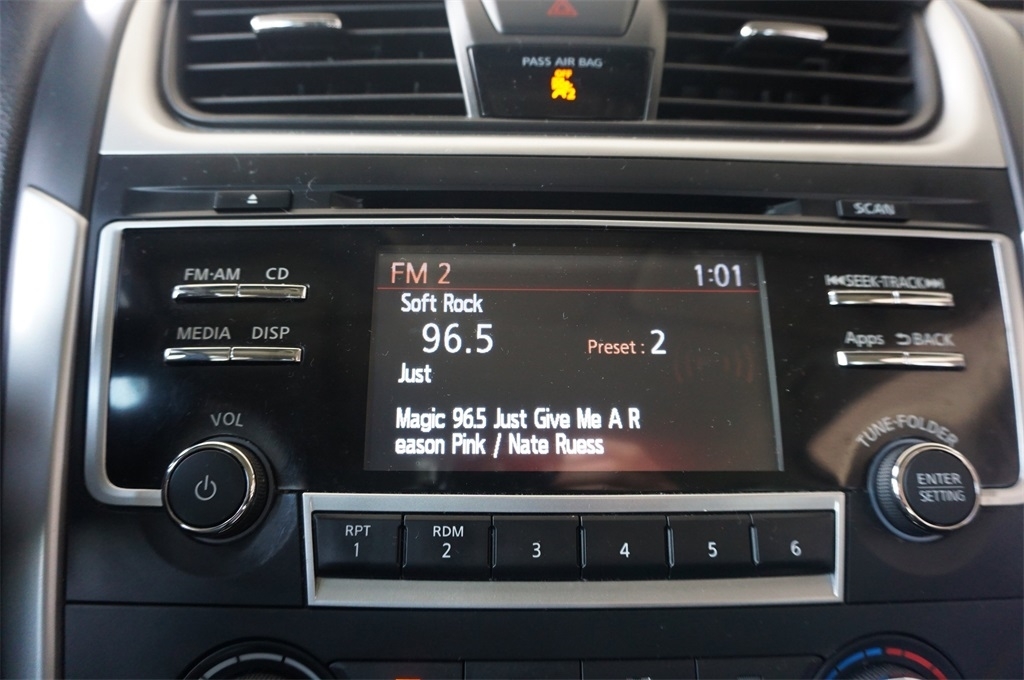 PASS AIR BAG
OFF
2
SCAN
FM·AM CD
FM 2 1:01
SEEK·TRACK
Soft Rock
96.5
Preset : 2
MEDIA DISP
Apps BACK
Just
Magic 96.5 Just Give Me A R
eason Pink / Nate Ruess
VOL
TUNE·FOLDER
ENTER
SETTING
RPT RDM
1 2 3 4 5 6